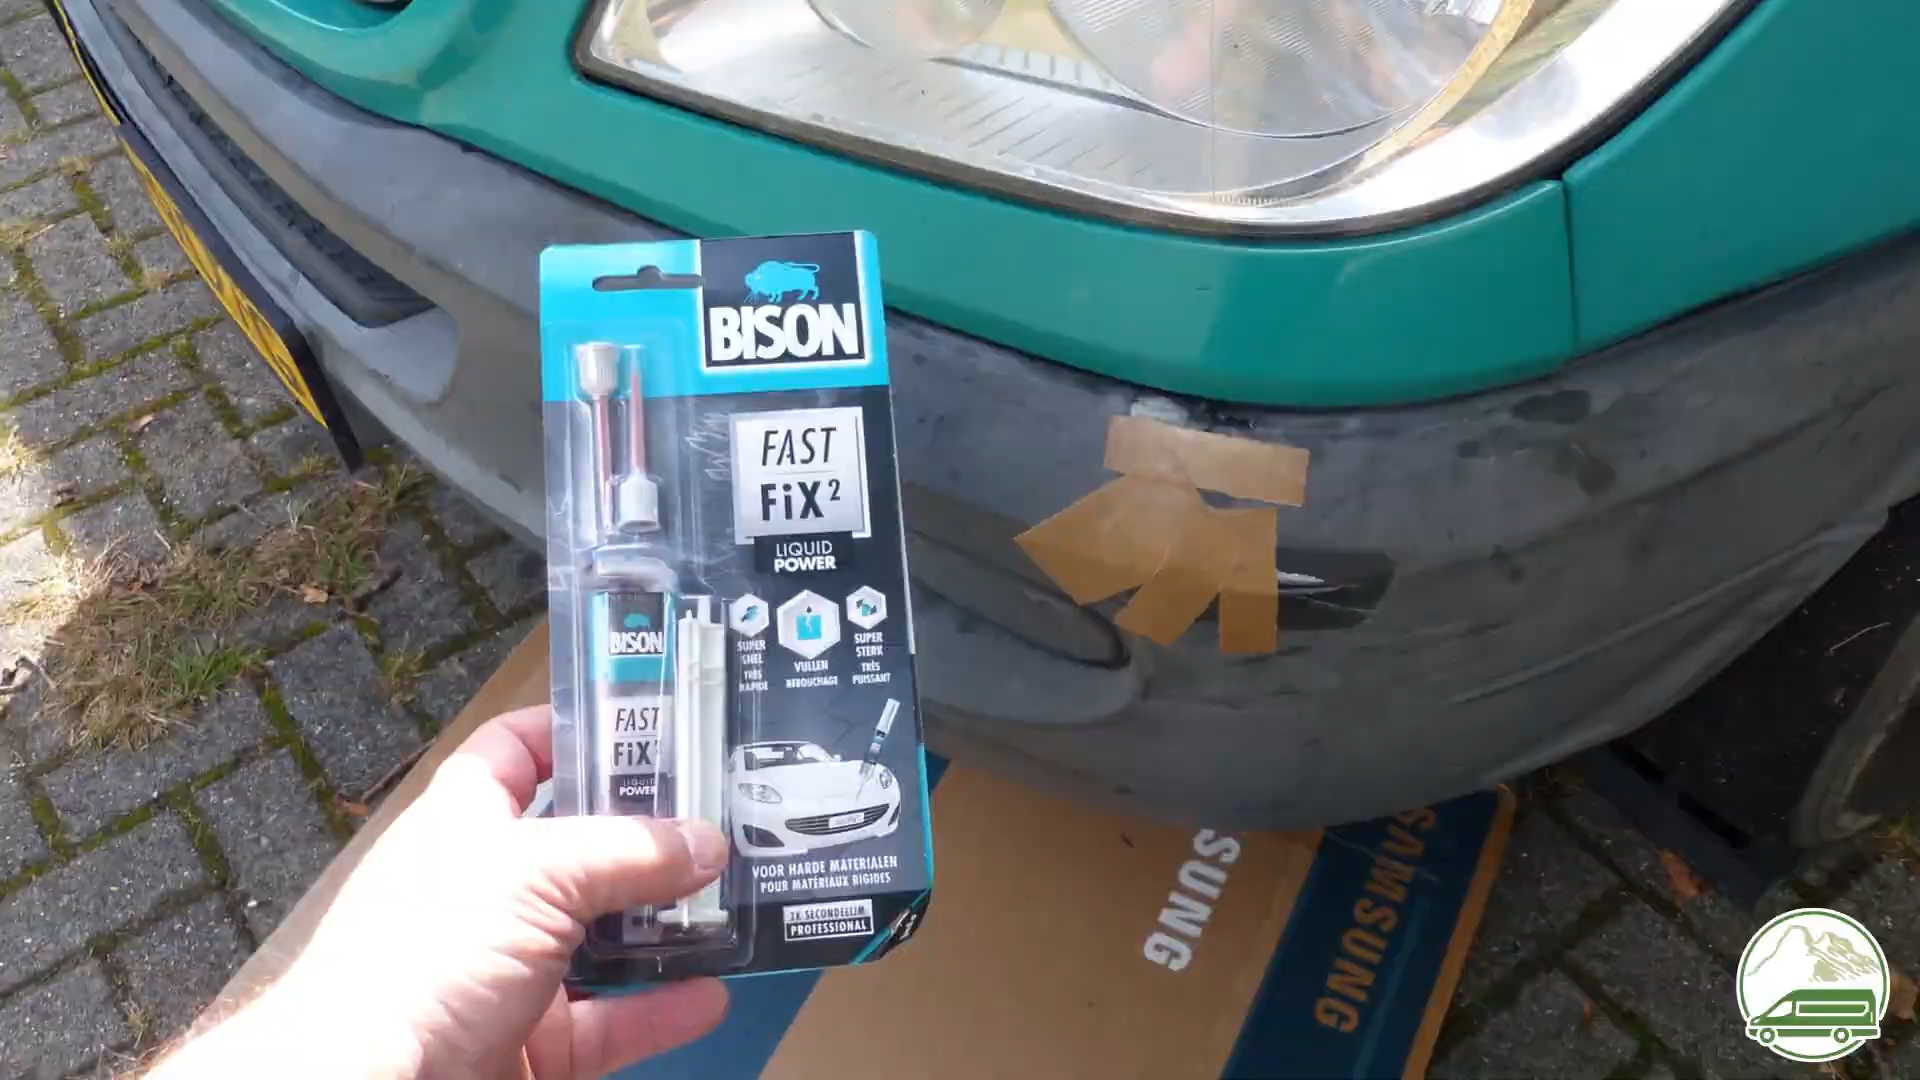 BISON
FAST
FiX²
LIQUID
POWER
SUPER
SNEL
TRÈS
RAPIDE
VULLEN
REBOUCHAGE
SUPER
STERK
TRÈS
PUISSANT
BISON
FAST
FiX²
LIQUID
POWER
VOOR HARDE MATERIALEN
POUR MATÉRIAUX RIGIDES
2K SECONDELIJM
PROFESSIONAL
SUNG
SAMSUNG